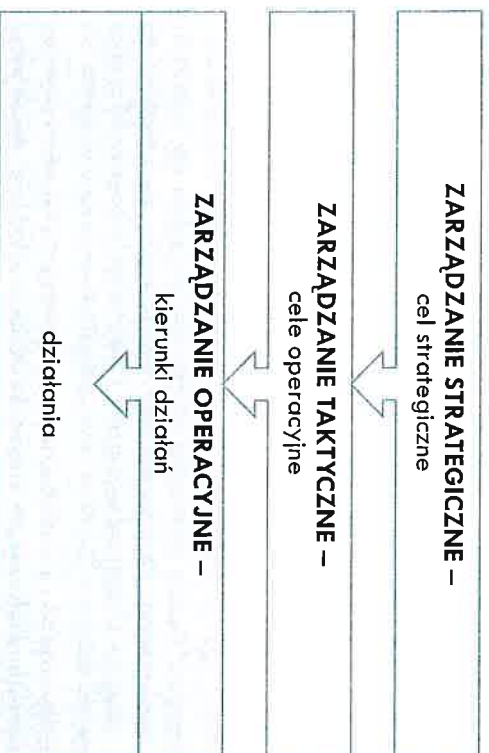 ZARZĄDZANIE STRATEGICZNE –
cel strategiczne
ZARZĄDZANIE TAKTYCZNE –
cele operacyjne
ZARZĄDZANIE OPERACYJNE –
kierunki działań
działania